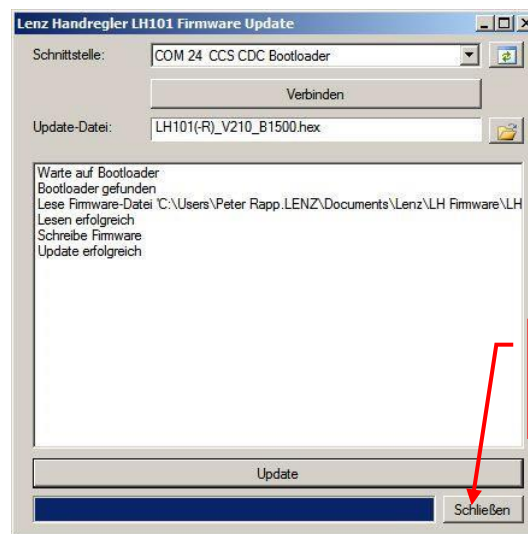 Lenz Handregler LH101 Firmware Update
Schnittstelle:
COM 24 CCS CDC Bootloader
Verbinden
Update-Datei:
LH101(-R)_V210_B1500.hex
Warte auf Bootloader
Bootloader gefunden
Lese Firmware-Datei 'C:\Users\Peter Rapp.LENZ\Documents\Lenz\LH Firmware\LH
Lesen erfolgreich
Schreibe Firmware
Update erfolgreich
Update
Schließen